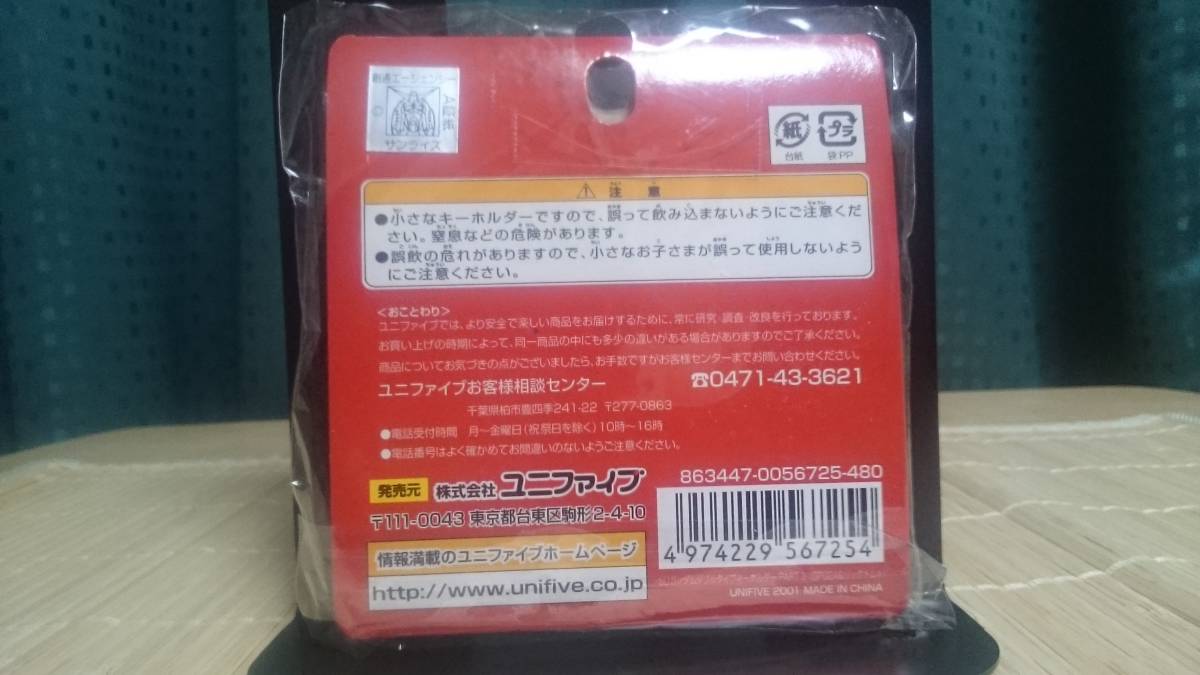 創通エージェンシー
サンライズ
©
紙
台紙
プラ
袋PP
⚠ 注意
●小さなキーホルダーですので、誤って飲み込まないようにご注意くだ
さい。窒息などの危険があります。
●誤飲の危れがありますので、小さなお子さまが誤って使用しないよう
にご注意ください。
<おことわり>
ユニファイブでは、より安全で楽しい商品をお届けするために、常に研究・調査・改良を行っております。
お買い上げの時期によって、同一商品の中にも多少の違いがある場合がありますのでご了承ください。
商品についてお気づきの点がございましたら、お手数ですがお客様センターまでお問い合わせください。
ユニファイブお客様相談センター ☎0471-43-3621
千葉県柏市豊四季241-22 〒277-0863
●電話受付時間 月〜金曜日(祝祭日を除く)10時〜16時
●電話番号はよく確かめてお間違いのないようご注意ください。
発売元 株式会社 ユニファイブ
〒111-0043 東京都台東区駒形2-4-10
情報満載のユニファイブホームページ
http://www.unifive.co.jp
863447-0056725-480
4 974229 567254
UNIFIVE 2001 MADE IN CHINA